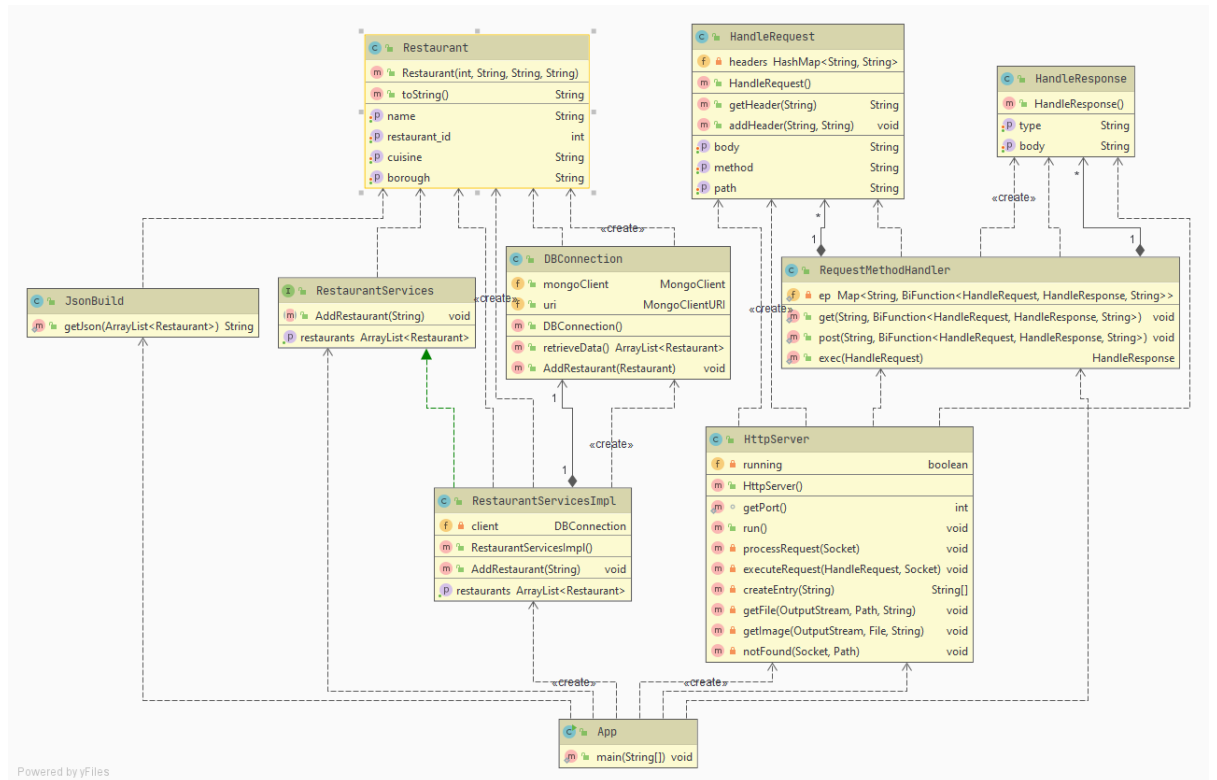 Restaurant
Restaurant(int, String, String, String)
toString() String
name String
restaurant_id int
cuisine String
borough String
HandleRequest
headers HashMap<String, String>
HandleRequest()
getHeader(String) String
addHeader(String, String) void
body String
method String
path String
HandleResponse
HandleResponse()
type String
body String
«create»
*
*
1
1
«create»
DBConnection
mongoClient MongoClient
uri MongoClientURI
DBConnection()
retrieveData() ArrayList<Restaurant>
AddRestaurant(Restaurant) void
RequestMethodHandler
ep Map<String, BiFunction<HandleRequest, HandleResponse, String>>
get(String, BiFunction<HandleRequest, HandleResponse, String>) void
post(String, BiFunction<HandleRequest, HandleResponse, String>) void
exec(HandleRequest) HandleResponse
JsonBuild
getJson(ArrayList<Restaurant>) String
RestaurantServices
AddRestaurant(String) void
restaurants ArrayList<Restaurant>
«create»
«create»
1
«create»
1
HttpServer
running boolean
HttpServer()
getPort() int
run() void
processRequest(Socket) void
executeRequest(HandleRequest, Socket) void
createEntry(String) String[]
getFile(OutputStream, Path, String) void
getImage(OutputStream, File, String) void
notFound(Socket, Path) void
RestaurantServicesImpl
client DBConnection
RestaurantServicesImpl()
AddRestaurant(String) void
restaurants ArrayList<Restaurant>
«create»
«create»
App
main(String[]) void
Powered by yFiles